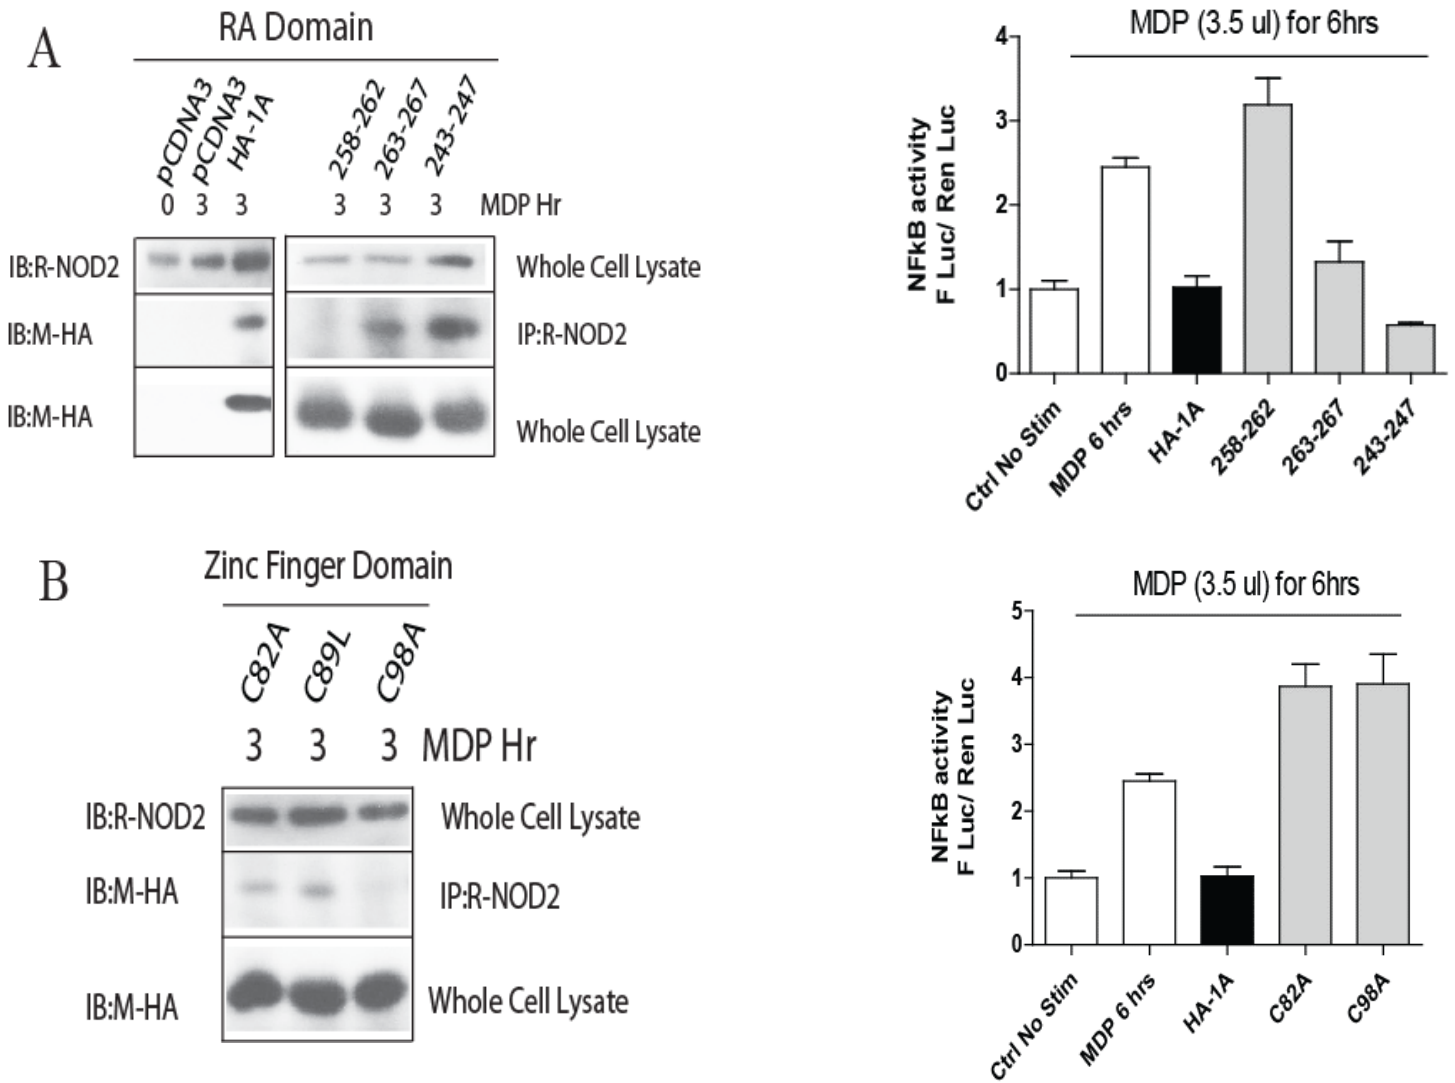 A
RA Domain
pCDNA3
pCDNA3
HA-1A
258-262
263-267
243-247
0 3 3 3 3 3 MDP Hr
IB:R-NOD2 Whole Cell Lysate
IB:M-HA IP:R-NOD2
IB:M-HA Whole Cell Lysate
MDP (3.5 ul) for 6hrs
NFkB activity
F Luc/ Ren Luc
4
3
2
1
0
Ctrl No Stim
MDP 6 hrs
HA-1A
258-262
263-267
243-247
B
Zinc Finger Domain
C82A
C89L
C98A
3 3 3 MDP Hr
IB:R-NOD2 Whole Cell Lysate
IB:M-HA IP:R-NOD2
IB:M-HA Whole Cell Lysate
MDP (3.5 ul) for 6hrs
NFkB activity
F Luc/ Ren Luc
5
4
3
2
1
0
Ctrl No Stim
MDP 6 hrs
HA-1A
C82A
C98A